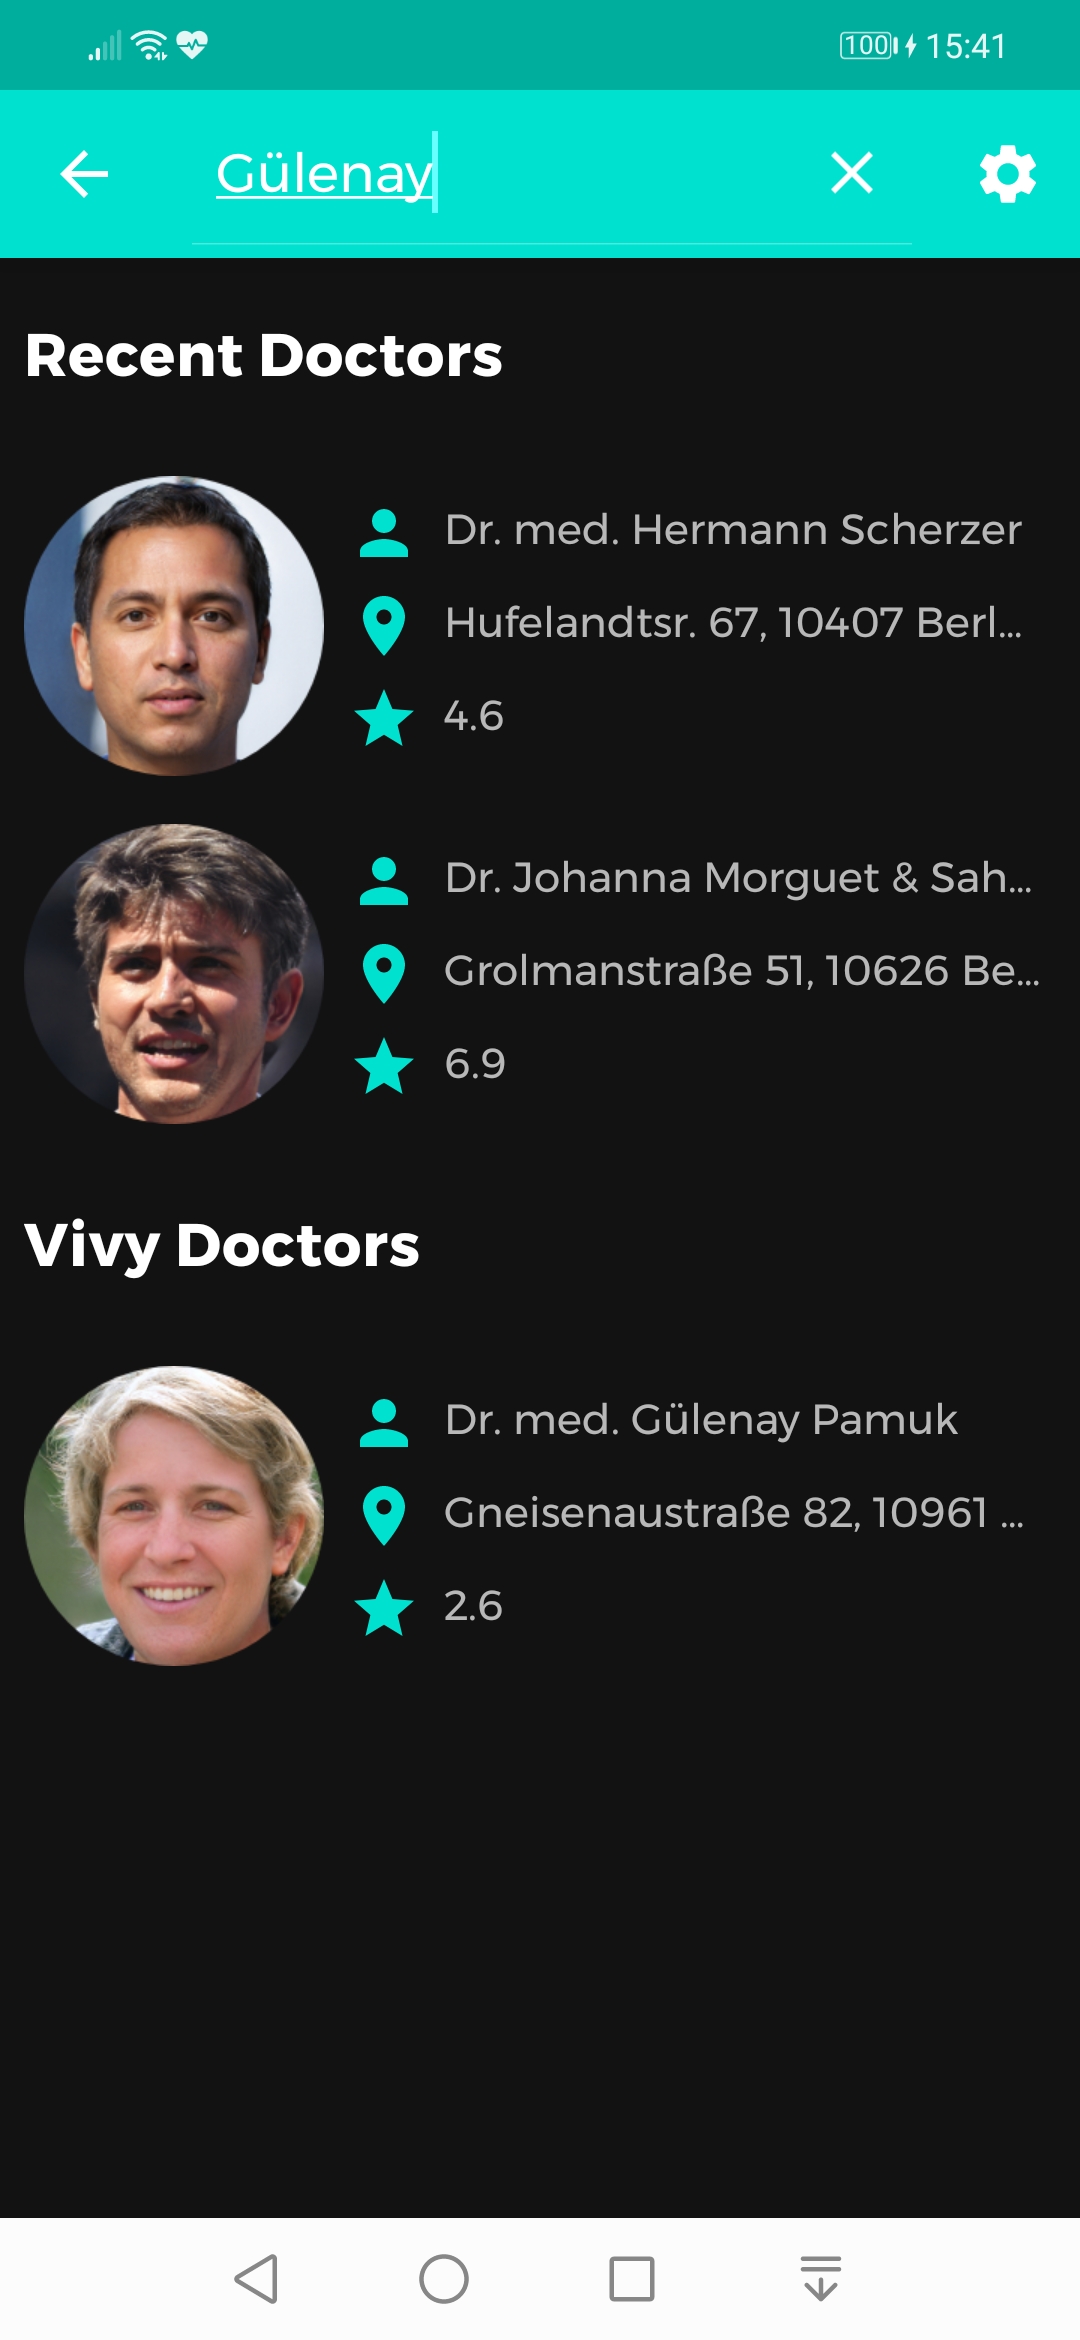 100 15:41
Gülenay
Recent Doctors
Dr. med. Hermann Scherzer
Hufelandtsr. 67, 10407 Berl...
4.6
Dr. Johanna Morguet & Sah...
Grolmanstraße 51, 10626 Be...
6.9
Vivy Doctors
Dr. med. Gülenay Pamuk
Gneisenaustraße 82, 10961 ...
2.6